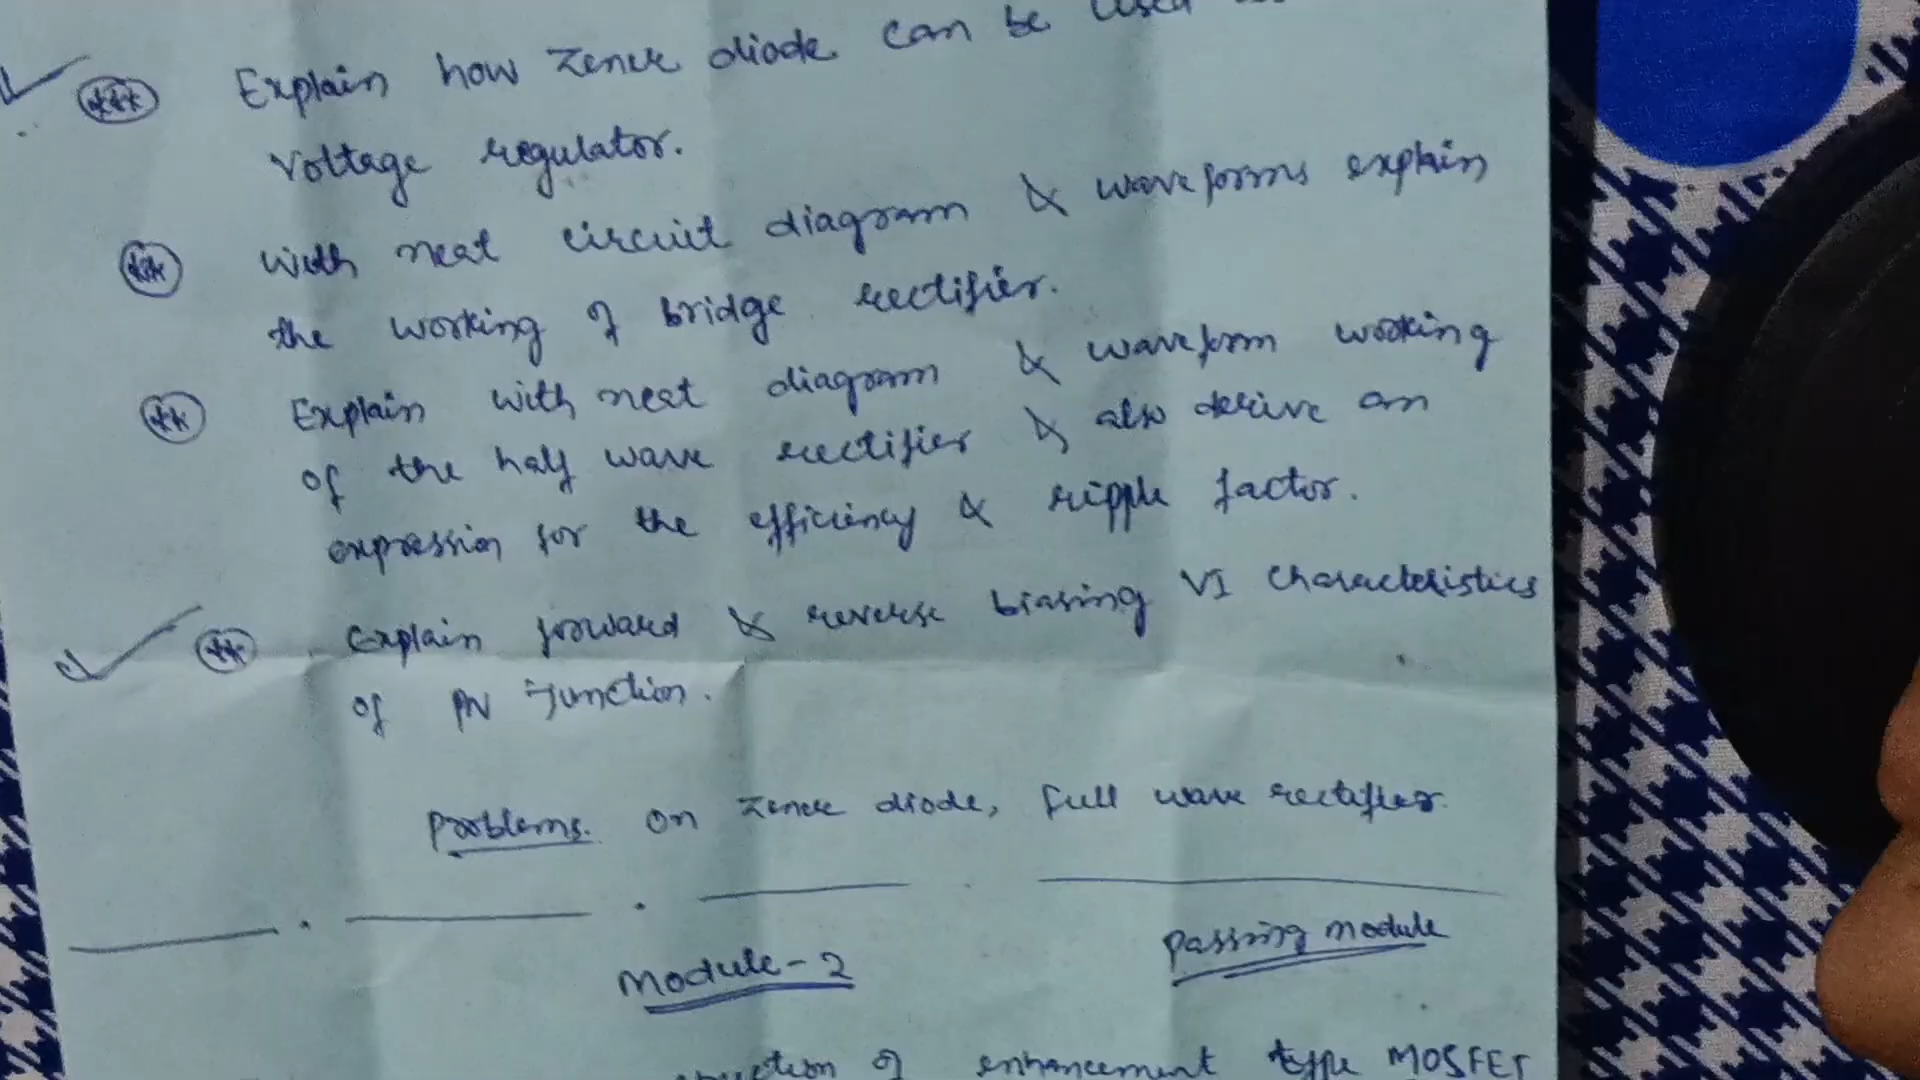 *** Explain how Zener diode can be used
voltage regulator.
** with neat circuit diagram & waveforms explain
the working of bridge rectifier.
** Explain with neat diagram & waveform working
of the half wave rectifier & also derive an
expression for the efficiency & ripple factor.
** Explain forward & reverse biasing VI characteristics
of PN Junction.
Problems. on Zener diode, full wave rectifier.
Module-2
Passing module
of enhancement type MOSFET